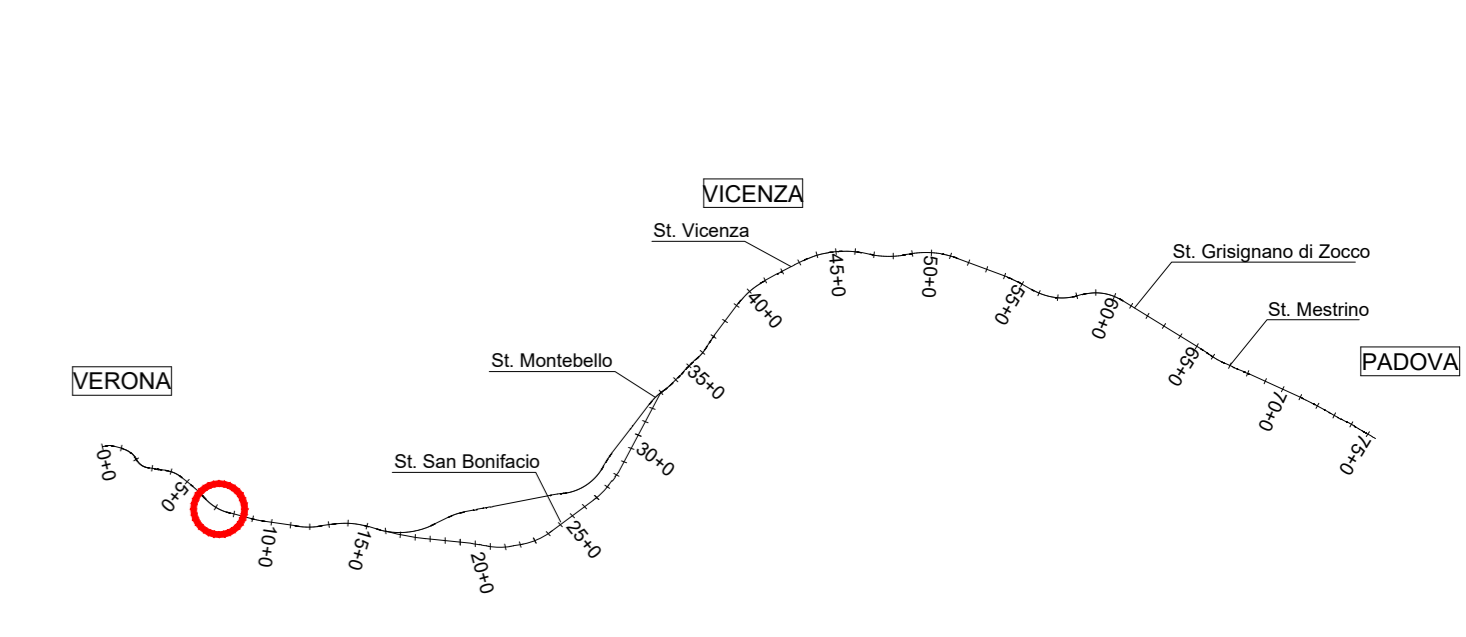 VICENZA
St. Vicenza
St. Grisignano di Zocco
St. Mestrino
PADOVA
St. Montebello
VERONA
St. San Bonifacio
0+0
5+0
10+0
15+0
20+0
25+0
30+0
35+0
40+0
45+0
50+0
55+0
60+0
65+0
70+0
75+0